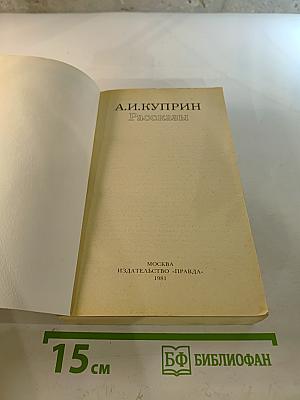 А.И.КУПРИН
Рассказы
МОСКВА
ИЗДАТЕЛЬСТВО «ПРАВДА»
1981
15 см
БФ БИБЛИОФАН